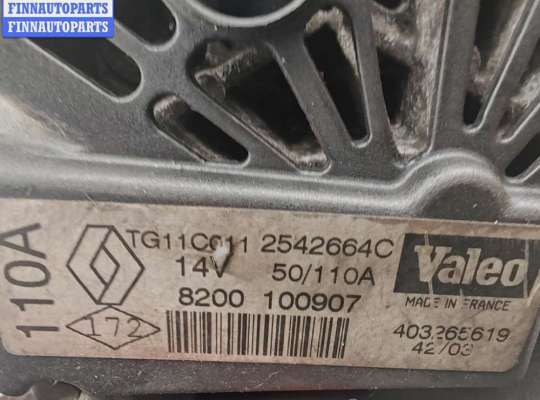 FINNAUTOPARTS
FINNAUTOPARTS
110A
TG11C011 2542664C
14V 50/110A
8200 100907
172
Valeo
MADE IN FRANCE
403265619
42/03